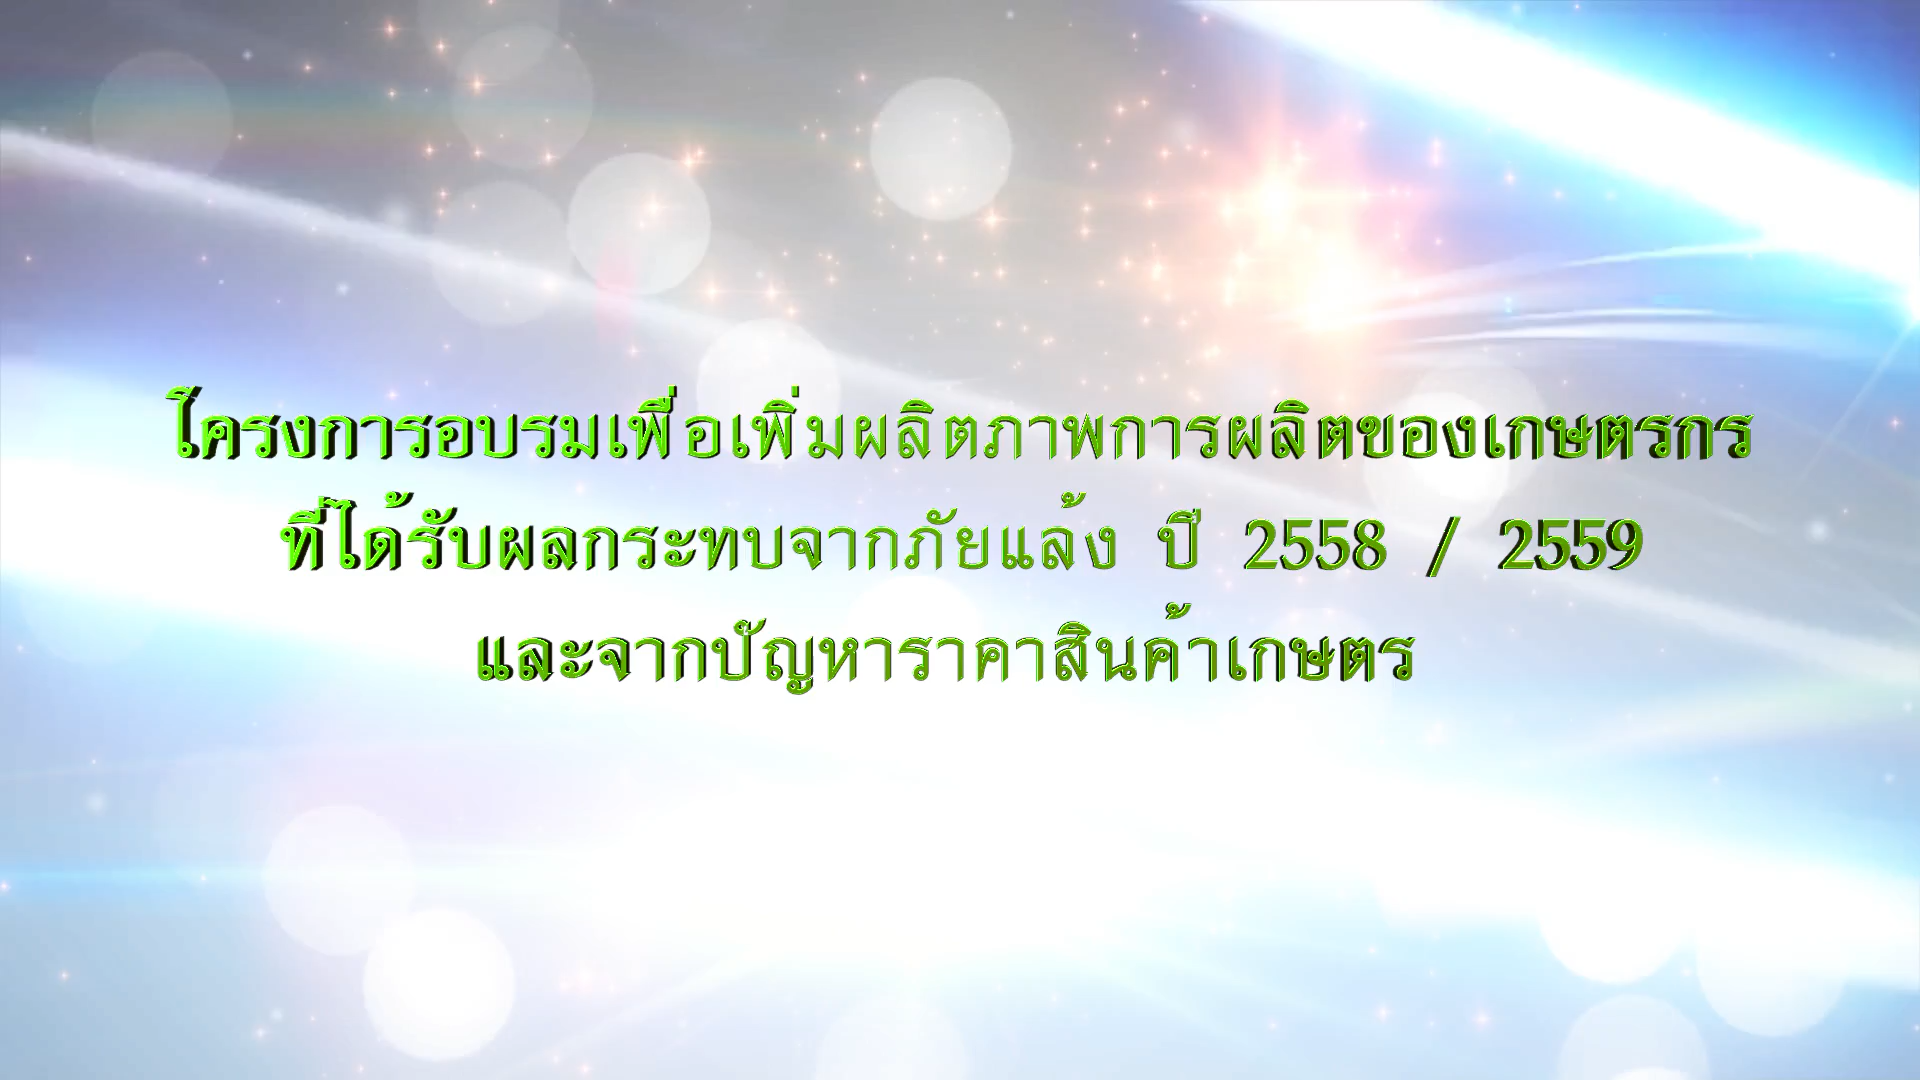 โครงการอบรมเพื่อเพิ่มผลิตภาพการผลิตของเกษตรกร
ที่ได้รับผลกระทบจากภัยแล้ง ปี 2558 / 2559
และจากปัญหาราคาสินค้าเกษตร